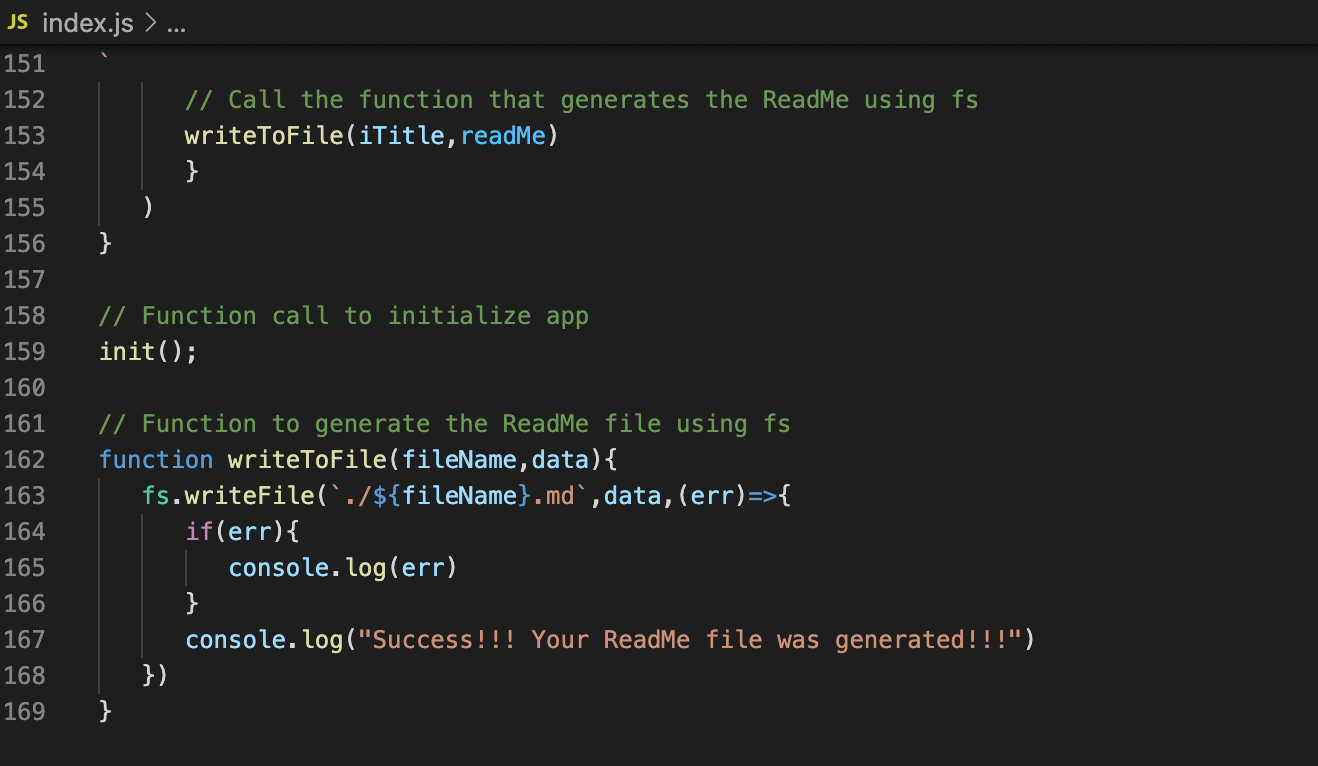 JS index.js > ...
151 `
152 // Call the function that generates the ReadMe using fs
153 writeToFile(iTitle,readMe)
154 }
155 )
156 }
157
158 // Function call to initialize app
159 init();
160
161 // Function to generate the ReadMe file using fs
162 function writeToFile(fileName,data){
163 fs.writeFile(`./${fileName}.md`,data,(err)=>{
164 if(err){
165 console.log(err)
166 }
167 console.log("Success!!! Your ReadMe file was generated!!!")
168 })
169 }